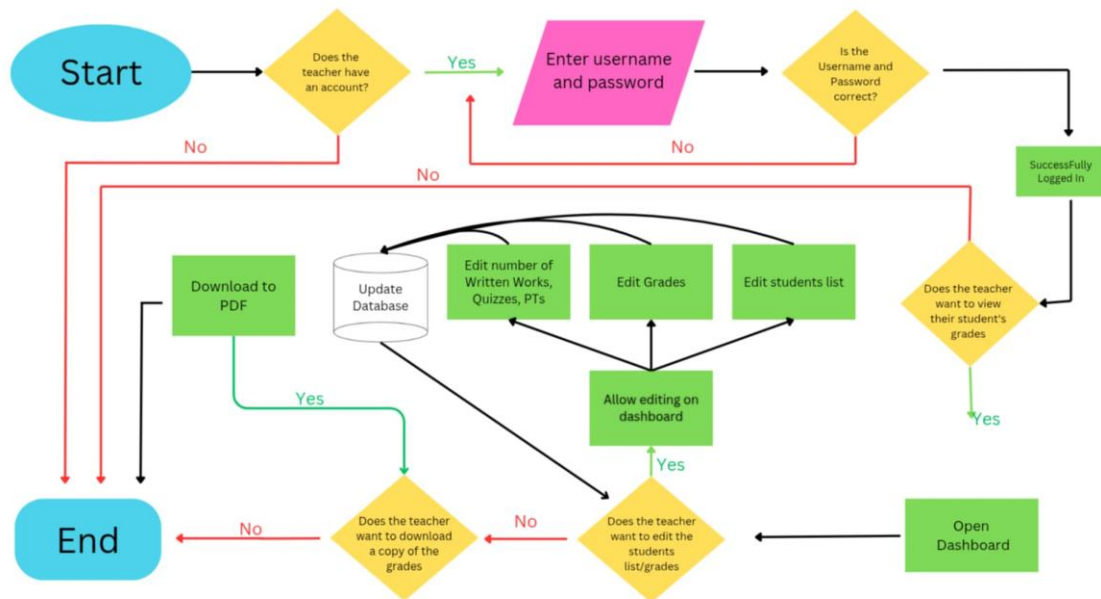 Start
Does the
teacher have
an account?
Yes
Enter username
and password
Is the
Username and
Password
correct?
No
No
No
SuccessFully
Logged In
Download to
PDF
Update
Database
Edit number of
Written Works,
Quizzes, PTs
Edit Grades
Edit students list
Does the teacher
want to view
their student's
grades
Yes
Allow editing on
dashboard
Yes
Yes
End
No
Does the teacher
want to download
a copy of the
grades
No
Does the teacher
want to edit the
students
list/grades
Open
Dashboard